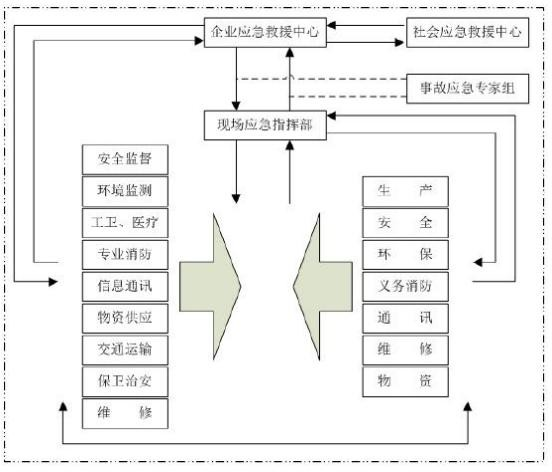 企业应急救援中心
社会应急救援中心
事故应急专家组
现场应急指挥部
安全监督
环境监测
工卫、医疗
专业消防
信息通讯
物资供应
交通运输
保卫治安
维 修
生 产
安 全
环 保
义务消防
通 讯
维 修
物 资